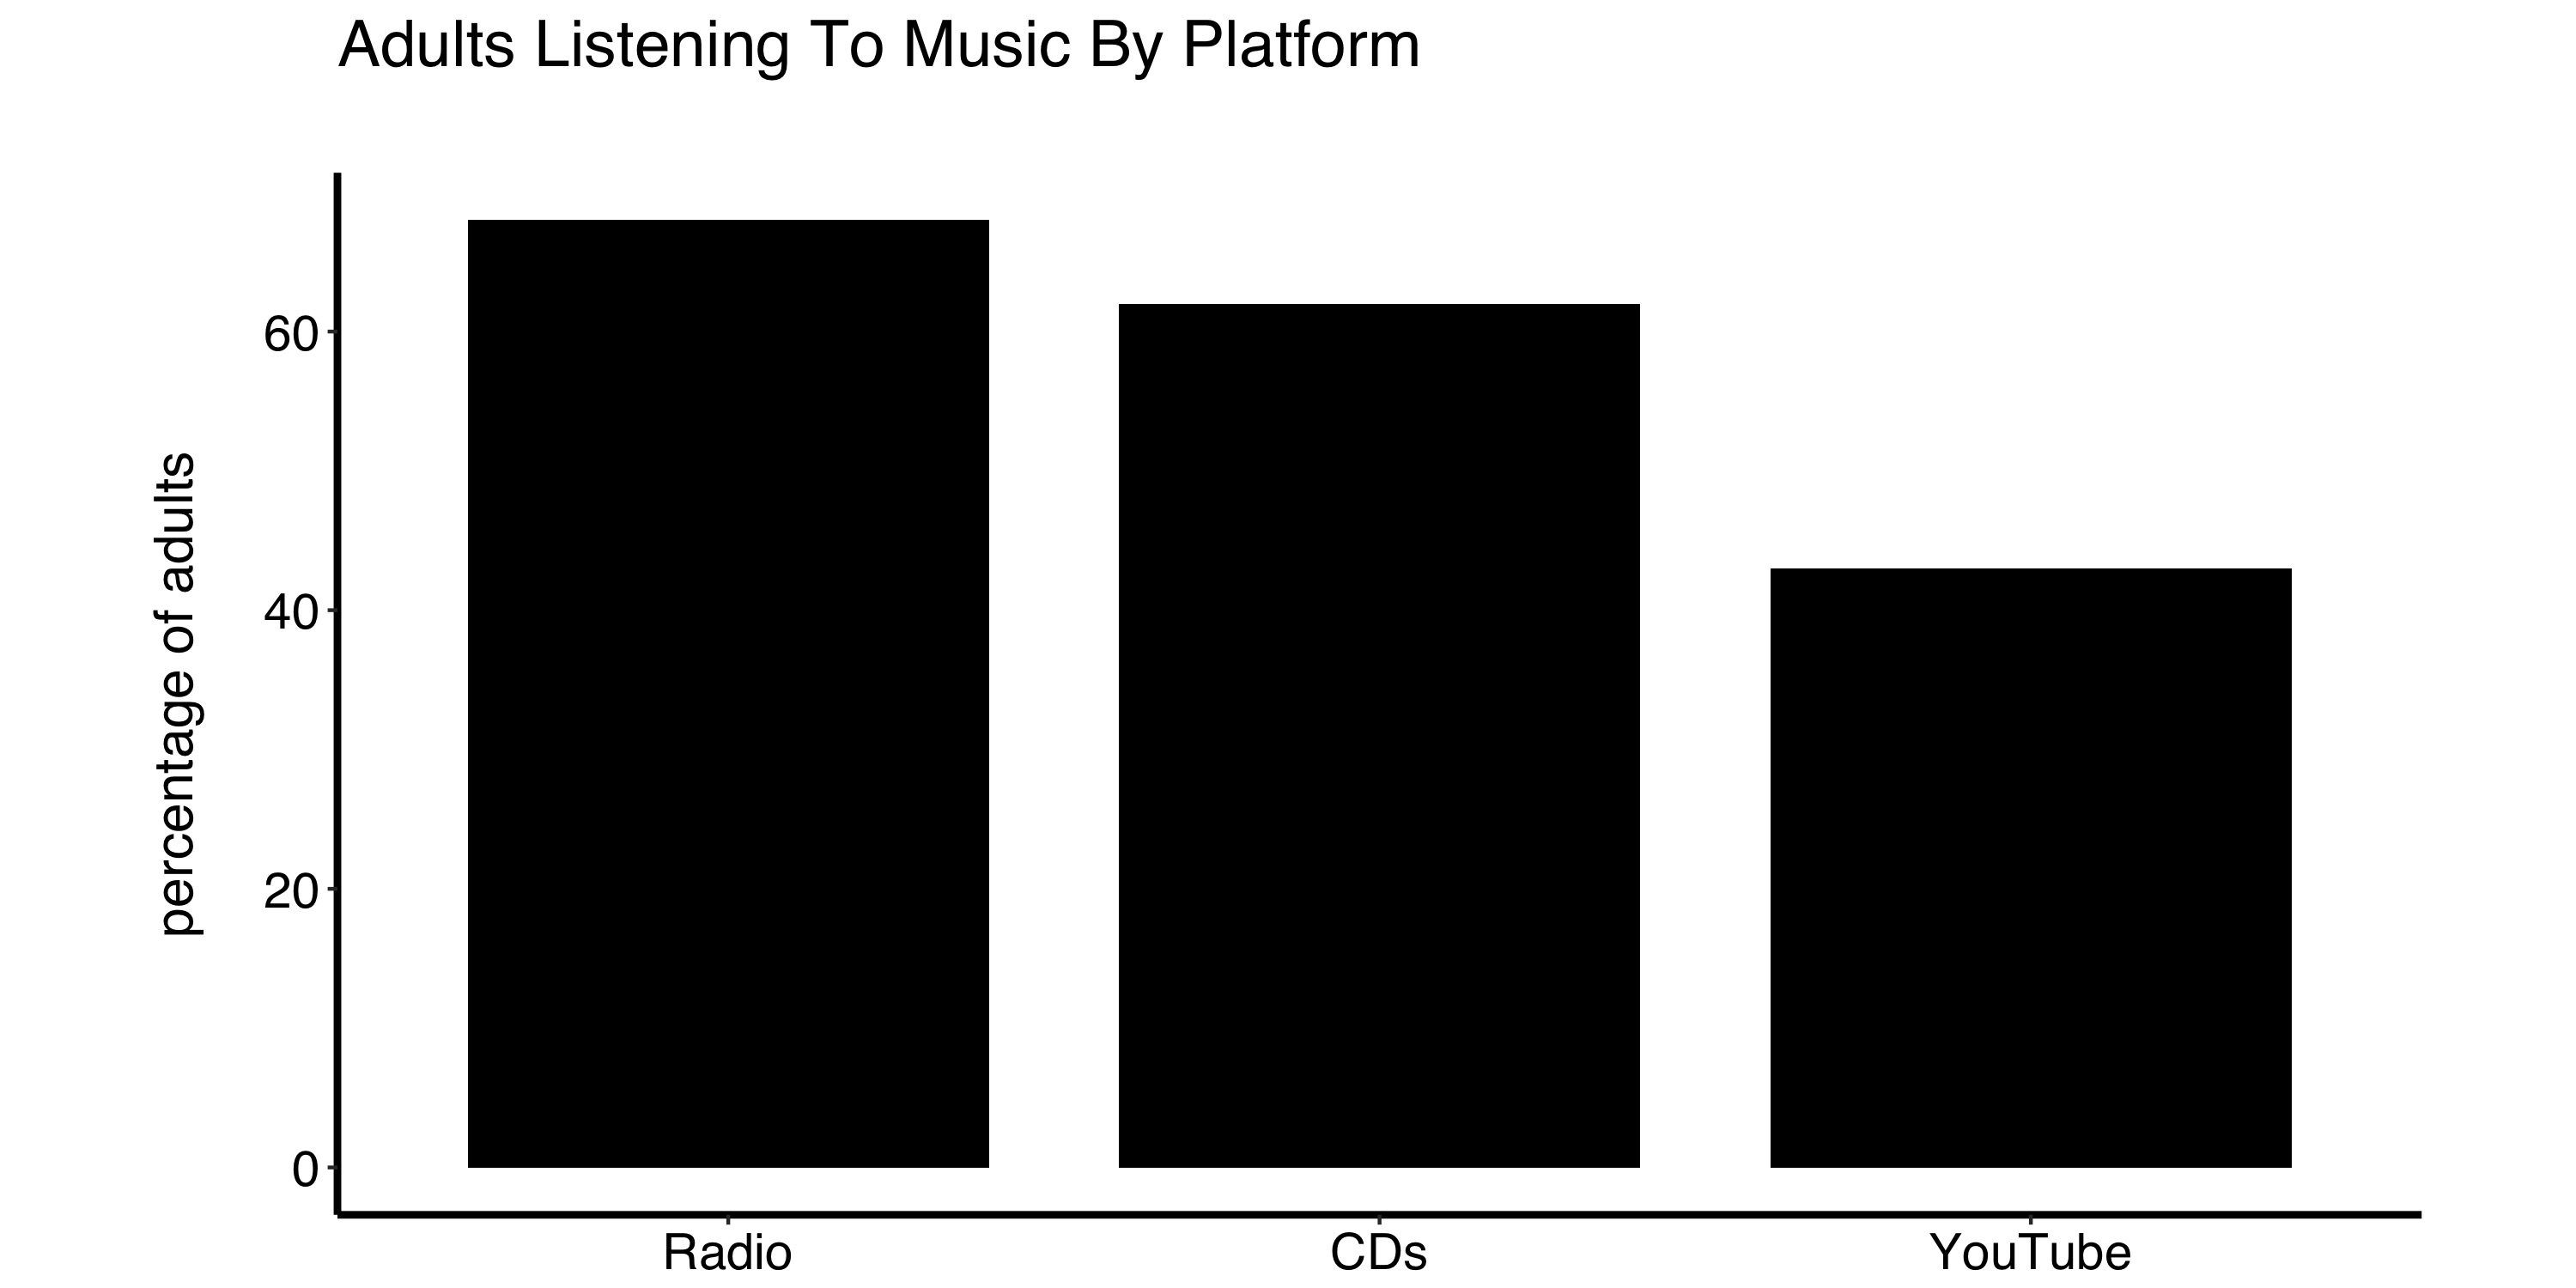 Adults Listening To Music By Platform
percentage of adults
60
40
20
0
Radio
CDs
YouTube